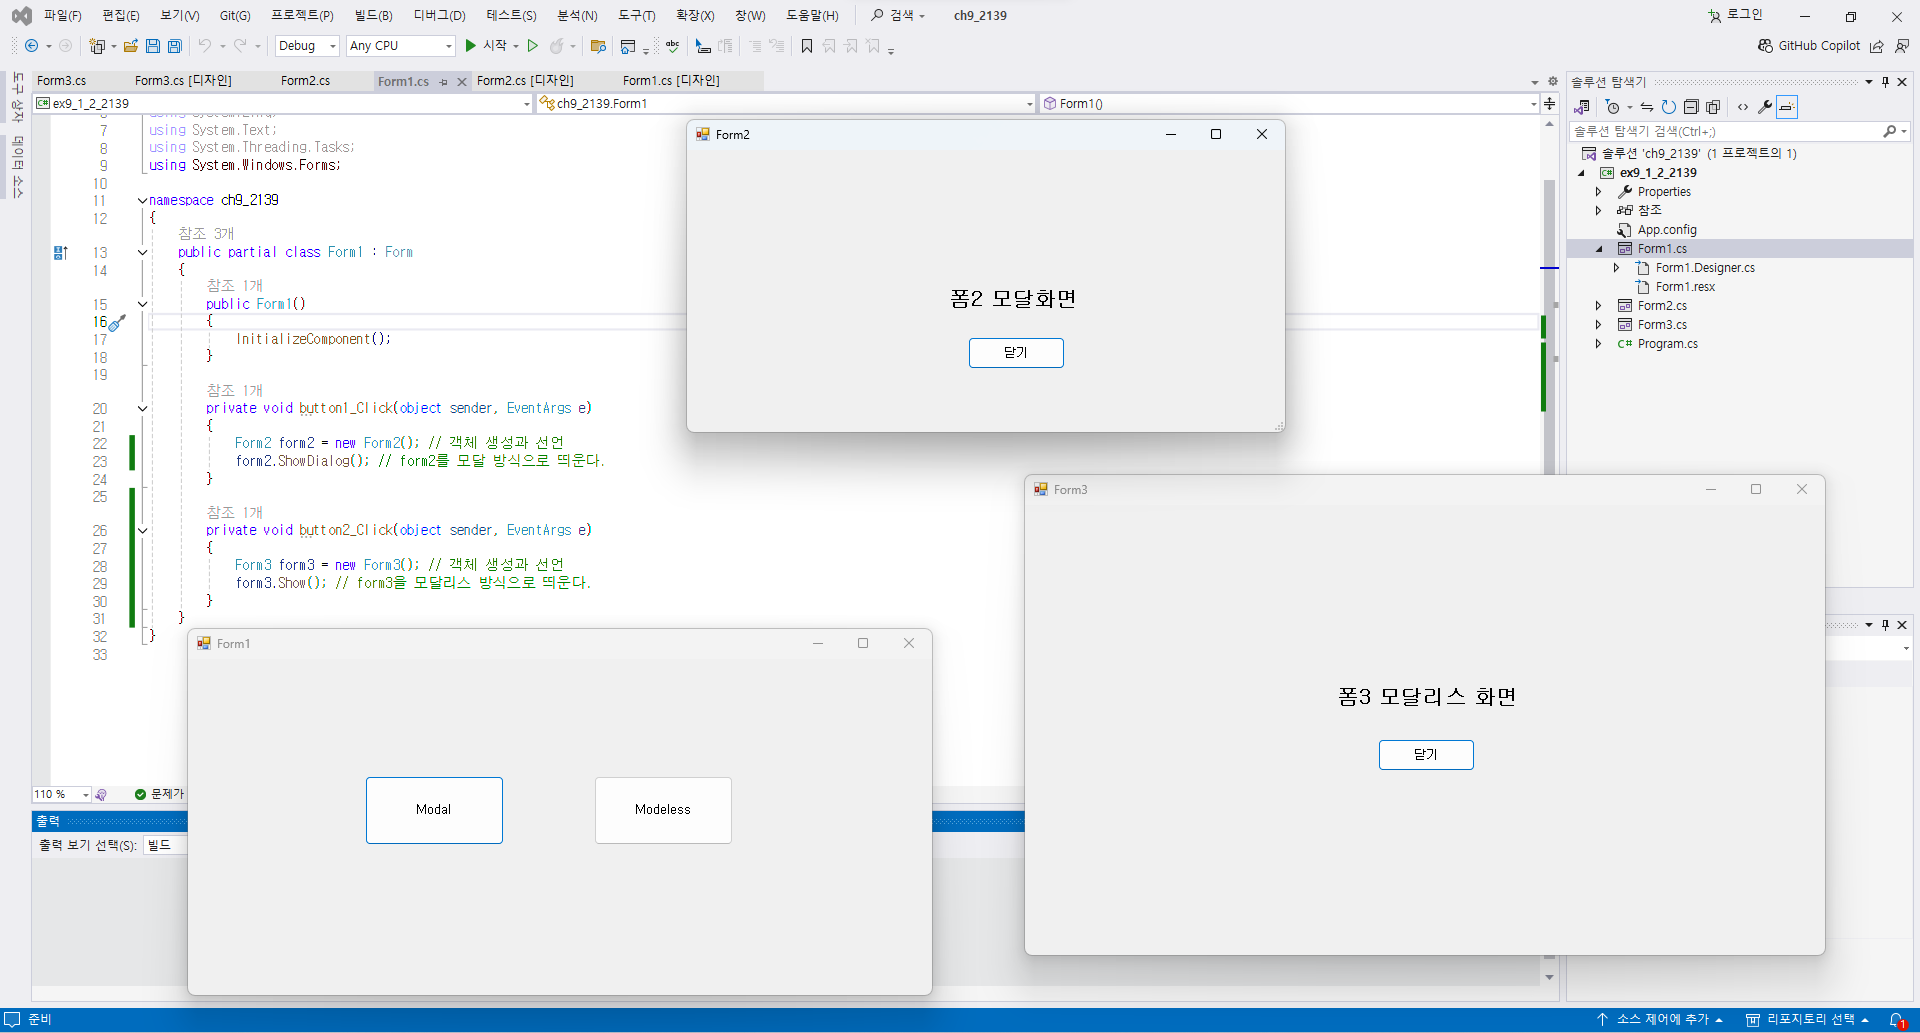 파일(F) 편집(E) 보기(V) Git(G) 프로젝트(P) 빌드(B) 디버그(D) 테스트(S) 분석(N) 도구(T) 확장(X) 창(W) 도움말(H) 검색 ch9_2139 로그인
Debug Any CPU 시작 GitHub Copilot
도구 상자
데이터 소스
Form3.cs Form3.cs [디자인] Form2.cs Form1.cs Form2.cs [디자인] Form1.cs [디자인]
ex9_1_2_2139 ch9_2139.Form1 Form1()
7 using System.Text;
8 using System.Threading.Tasks;
9 using System.Windows.Forms;
10
11 namespace ch9_2139
12 {
참조 3개
13 public partial class Form1 : Form
14 {
참조 1개
15 public Form1()
16 {
17 InitializeComponent();
18 }
19
참조 1개
20 private void button1_Click(object sender, EventArgs e)
21 {
22 Form2 form2 = new Form2(); // 객체 생성과 선언
23 form2.ShowDialog(); // form2를 모달 방식으로 띄운다.
24 }
25
참조 1개
26 private void button2_Click(object sender, EventArgs e)
27 {
28 Form3 form3 = new Form3(); // 객체 생성과 선언
29 form3.Show(); // form3을 모달리스 방식으로 띄운다.
30 }
31 }
32 }
33
110 % 문제가
출력
출력 보기 선택(S): 빌드
Form2
폼2 모달화면
닫기
Form1
Modal Modeless
Form3
폼3 모달리스 화면
닫기
솔루션 탐색기
솔루션 탐색기 검색(Ctrl+;)
솔루션 'ch9_2139' (1 프로젝트의 1)
ex9_1_2_2139
Properties
참조
App.config
Form1.cs
Form1.Designer.cs
Form1.resx
Form2.cs
Form3.cs
C# Program.cs
준비 소스 제어에 추가 리포지토리 선택 1